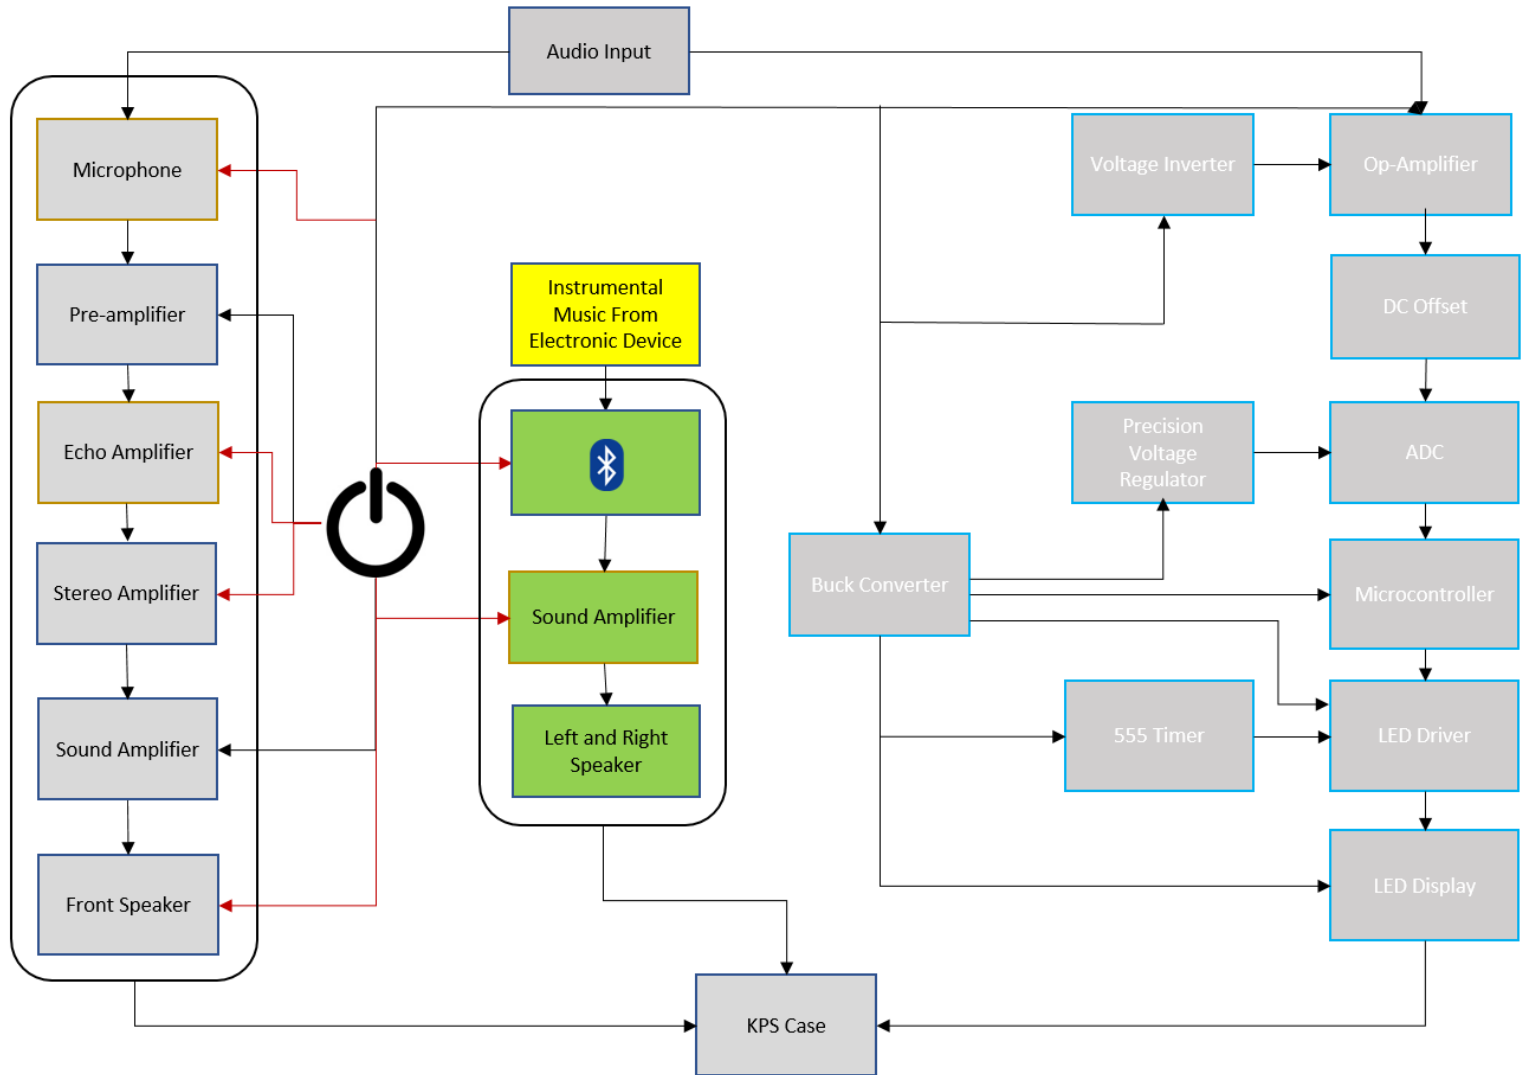 Audio Input
Microphone
Pre-amplifier
Echo Amplifier
Stereo Amplifier
Sound Amplifier
Front Speaker
Instrumental
Music From
Electronic Device
Sound Amplifier
Left and Right
Speaker
KPS Case
Voltage Inverter
Op-Amplifier
DC Offset
Precision
Voltage
Regulator
ADC
Buck Converter
Microcontroller
555 Timer
LED Driver
LED Display